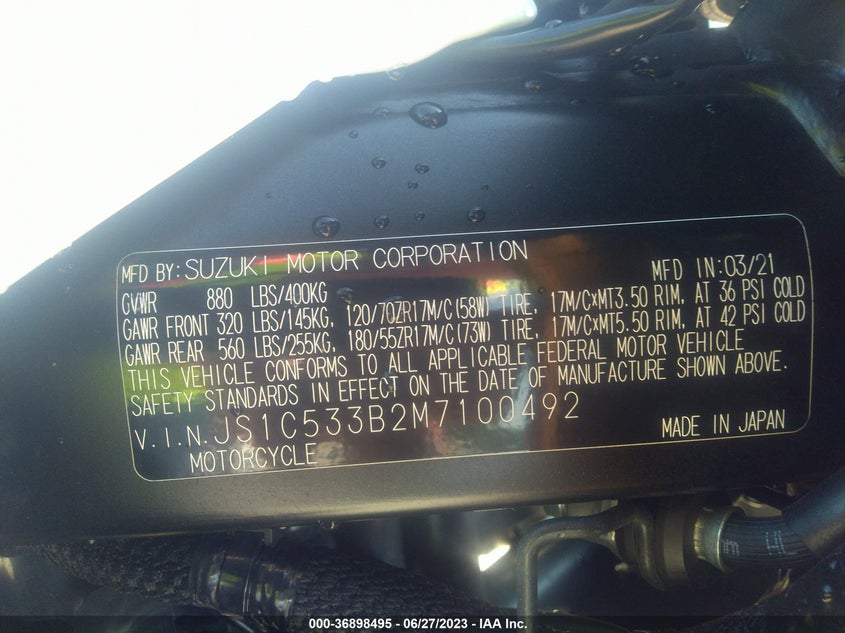 MFD BY: SUZUKI MOTOR CORPORATION MFD IN: 03/21
GVWR 880 LBS/400KG
GAWR FRONT 320 LBS/145KG, 120/70ZR17M/C(58W) TIRE, 17M/C×MT3.50 RIM, AT 36 PSI COLD
GAWR REAR 560 LBS/255KG, 180/55ZR17M/C(73W) TIRE, 17M/C×MT5.50 RIM, AT 42 PSI COLD
THIS VEHICLE CONFORMS TO ALL APPLICABLE FEDERAL MOTOR VEHICLE
SAFETY STANDARDS IN EFFECT ON THE DATE OF MANUFACTURE SHOWN ABOVE.
V.I.N. JS1C533B2M7100492 MADE IN JAPAN
MOTORCYCLE
000-36898495 - 06/27/2023 - IAA Inc.